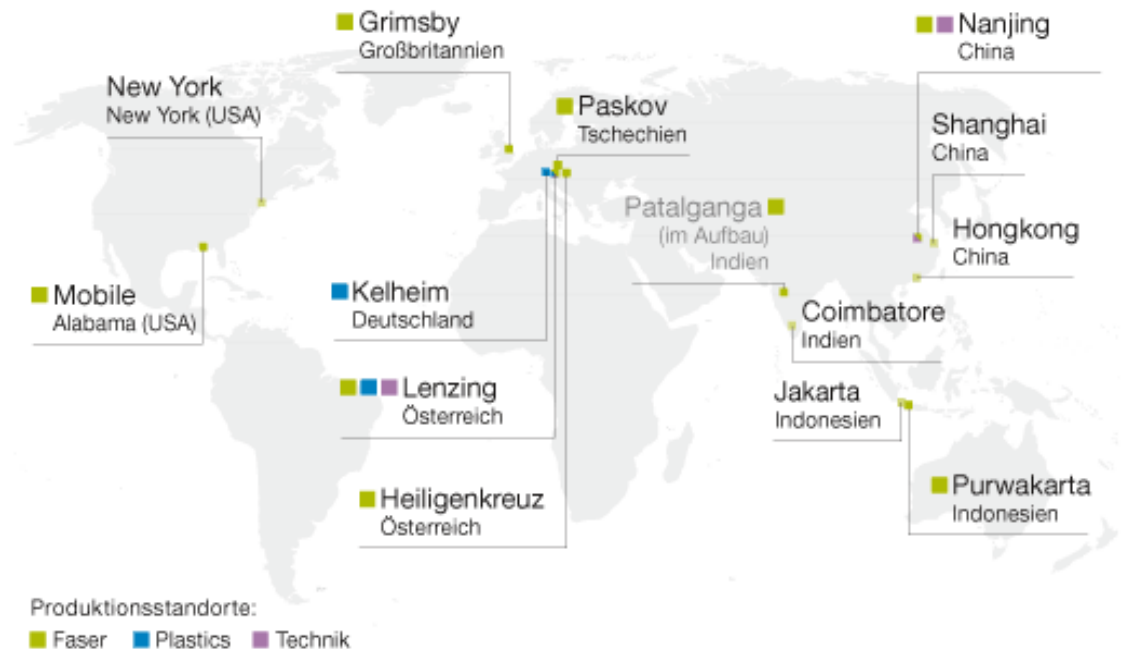 Grimsby
Großbritannien
Nanjing
China
New York
New York (USA)
Paskov
Tschechien
Shanghai
China
Patalganga
(im Aufbau)
Indien
Hongkong
China
Mobile
Alabama (USA)
Kelheim
Deutschland
Coimbatore
Indien
Lenzing
Österreich
Jakarta
Indonesien
Heiligenkreuz
Österreich
Purwakarta
Indonesien
Produktionsstandorte:
Faser Plastics Technik